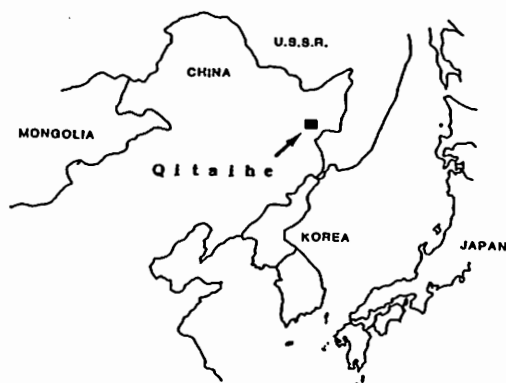 U.S.S.R.
CHINA
MONGOLIA
Qitaihe
KOREA
JAPAN